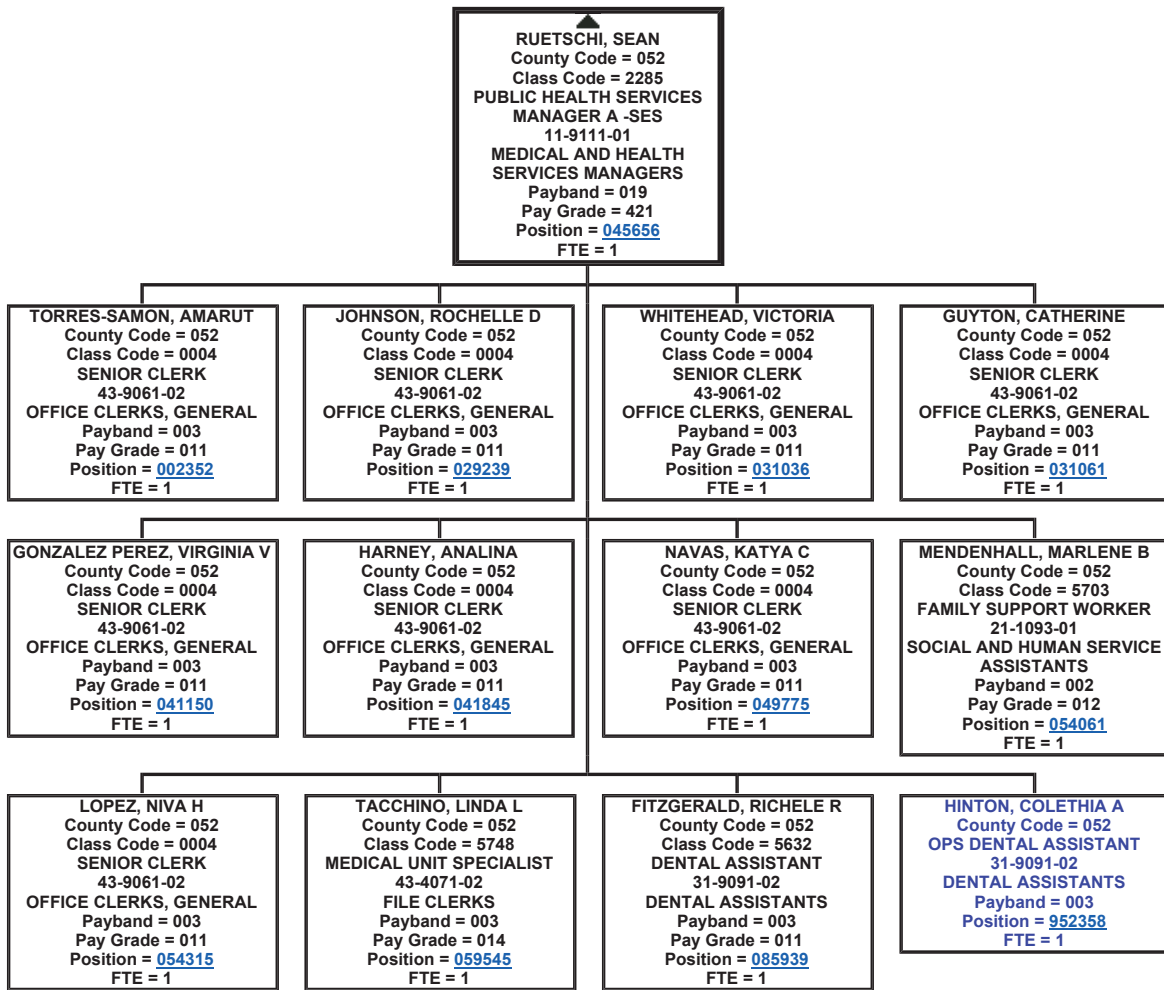 RUETSCHI, SEAN
County Code = 052
Class Code = 2285
PUBLIC HEALTH SERVICES
MANAGER A -SES
11-9111-01
MEDICAL AND HEALTH
SERVICES MANAGERS
Payband = 019
Pay Grade = 421
Position = 045656
FTE = 1
TORRES-SAMON, AMARUT
County Code = 052
Class Code = 0004
SENIOR CLERK
43-9061-02
OFFICE CLERKS, GENERAL
Payband = 003
Pay Grade = 011
Position = 002352
FTE = 1
JOHNSON, ROCHELLE D
County Code = 052
Class Code = 0004
SENIOR CLERK
43-9061-02
OFFICE CLERKS, GENERAL
Payband = 003
Pay Grade = 011
Position = 029239
FTE = 1
WHITEHEAD, VICTORIA
County Code = 052
Class Code = 0004
SENIOR CLERK
43-9061-02
OFFICE CLERKS, GENERAL
Payband = 003
Pay Grade = 011
Position = 031036
FTE = 1
GUYTON, CATHERINE
County Code = 052
Class Code = 0004
SENIOR CLERK
43-9061-02
OFFICE CLERKS, GENERAL
Payband = 003
Pay Grade = 011
Position = 031061
FTE = 1
GONZALEZ PEREZ, VIRGINIA V
County Code = 052
Class Code = 0004
SENIOR CLERK
43-9061-02
OFFICE CLERKS, GENERAL
Payband = 003
Pay Grade = 011
Position = 041150
FTE = 1
HARNEY, ANALINA
County Code = 052
Class Code = 0004
SENIOR CLERK
43-9061-02
OFFICE CLERKS, GENERAL
Payband = 003
Pay Grade = 011
Position = 041845
FTE = 1
NAVAS, KATYA C
County Code = 052
Class Code = 0004
SENIOR CLERK
43-9061-02
OFFICE CLERKS, GENERAL
Payband = 003
Pay Grade = 011
Position = 049775
FTE = 1
MENDENHALL, MARLENE B
County Code = 052
Class Code = 5703
FAMILY SUPPORT WORKER
21-1093-01
SOCIAL AND HUMAN SERVICE
ASSISTANTS
Payband = 002
Pay Grade = 012
Position = 054061
FTE = 1
LOPEZ, NIVA H
County Code = 052
Class Code = 0004
SENIOR CLERK
43-9061-02
OFFICE CLERKS, GENERAL
Payband = 003
Pay Grade = 011
Position = 054315
FTE = 1
TACCHINO, LINDA L
County Code = 052
Class Code = 5748
MEDICAL UNIT SPECIALIST
43-4071-02
FILE CLERKS
Payband = 003
Pay Grade = 014
Position = 059545
FTE = 1
FITZGERALD, RICHELE R
County Code = 052
Class Code = 5632
DENTAL ASSISTANT
31-9091-02
DENTAL ASSISTANTS
Payband = 003
Pay Grade = 011
Position = 085939
FTE = 1
HINTON, COLETHIA A
County Code = 052
OPS DENTAL ASSISTANT
31-9091-02
DENTAL ASSISTANTS
Payband = 003
Position = 952358
FTE = 1